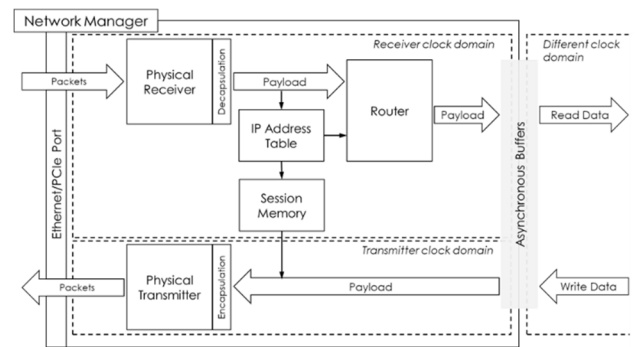 Network Manager
Receiver clock domain
Different clock
domain
Packets
Physical
Receiver
Decapsulation
Payload
Router
Payload
Read Data
IP Address
Table
Session
Memory
Ethernet/PCIe Port
Asynchronous Buffers
Transmitter clock domain
Packets
Physical
Transmitter
Encapsulation
Payload
Write Data